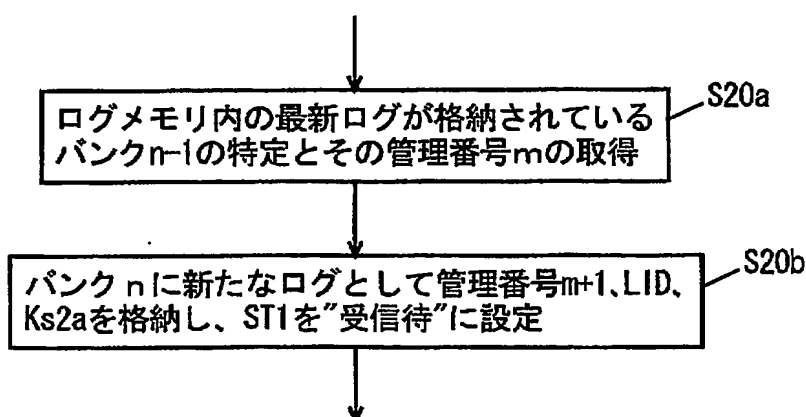 S20a
ログメモリ内の最新ログが格納されている
バンクn-1の特定とその管理番号mの取得
S20b
バンクnに新たなログとして管理番号m+1、LID、
Ks2aを格納し、ST1を"受信待"に設定